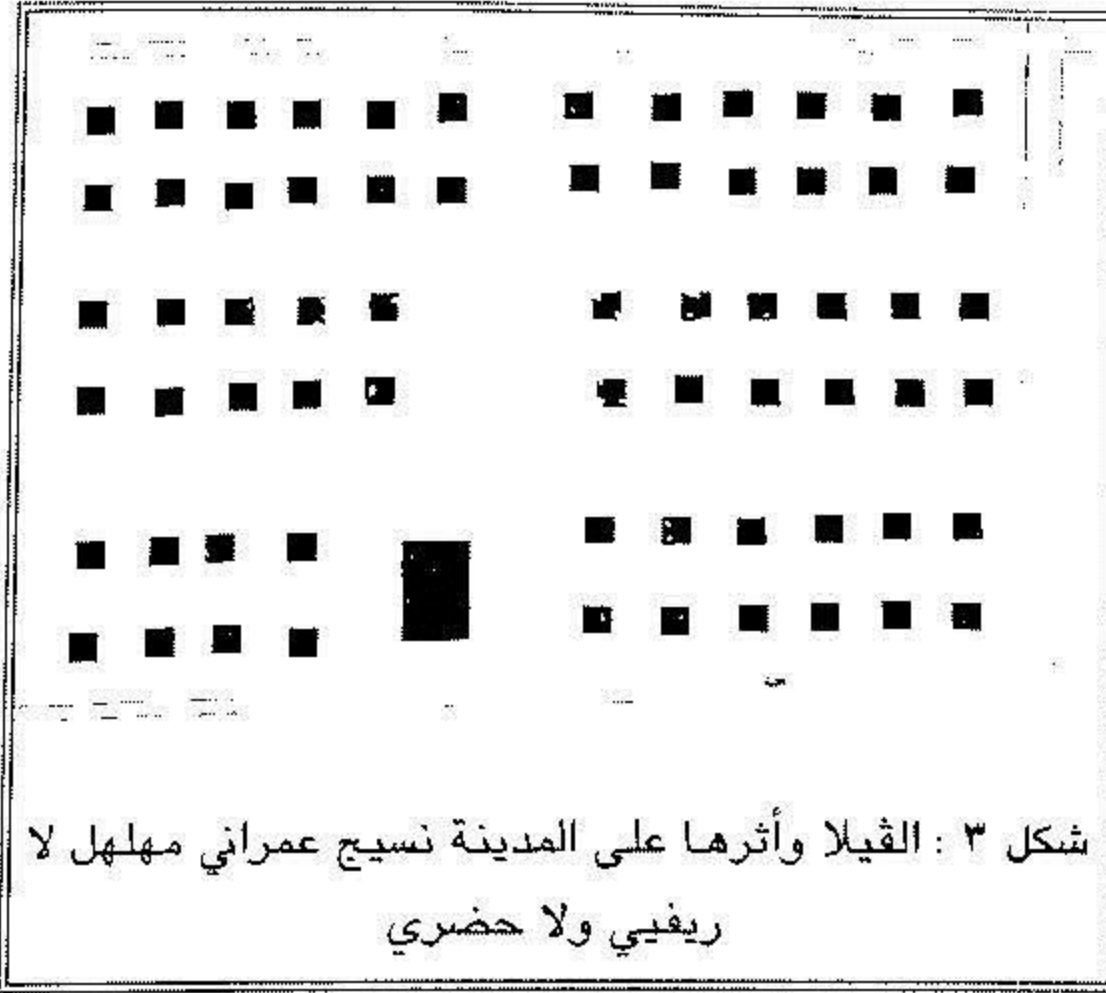 شكل ٣ : الڤيلا وأثرها على المدينة نسيج عمراني مهلهل لا
ريفيي ولا حضري